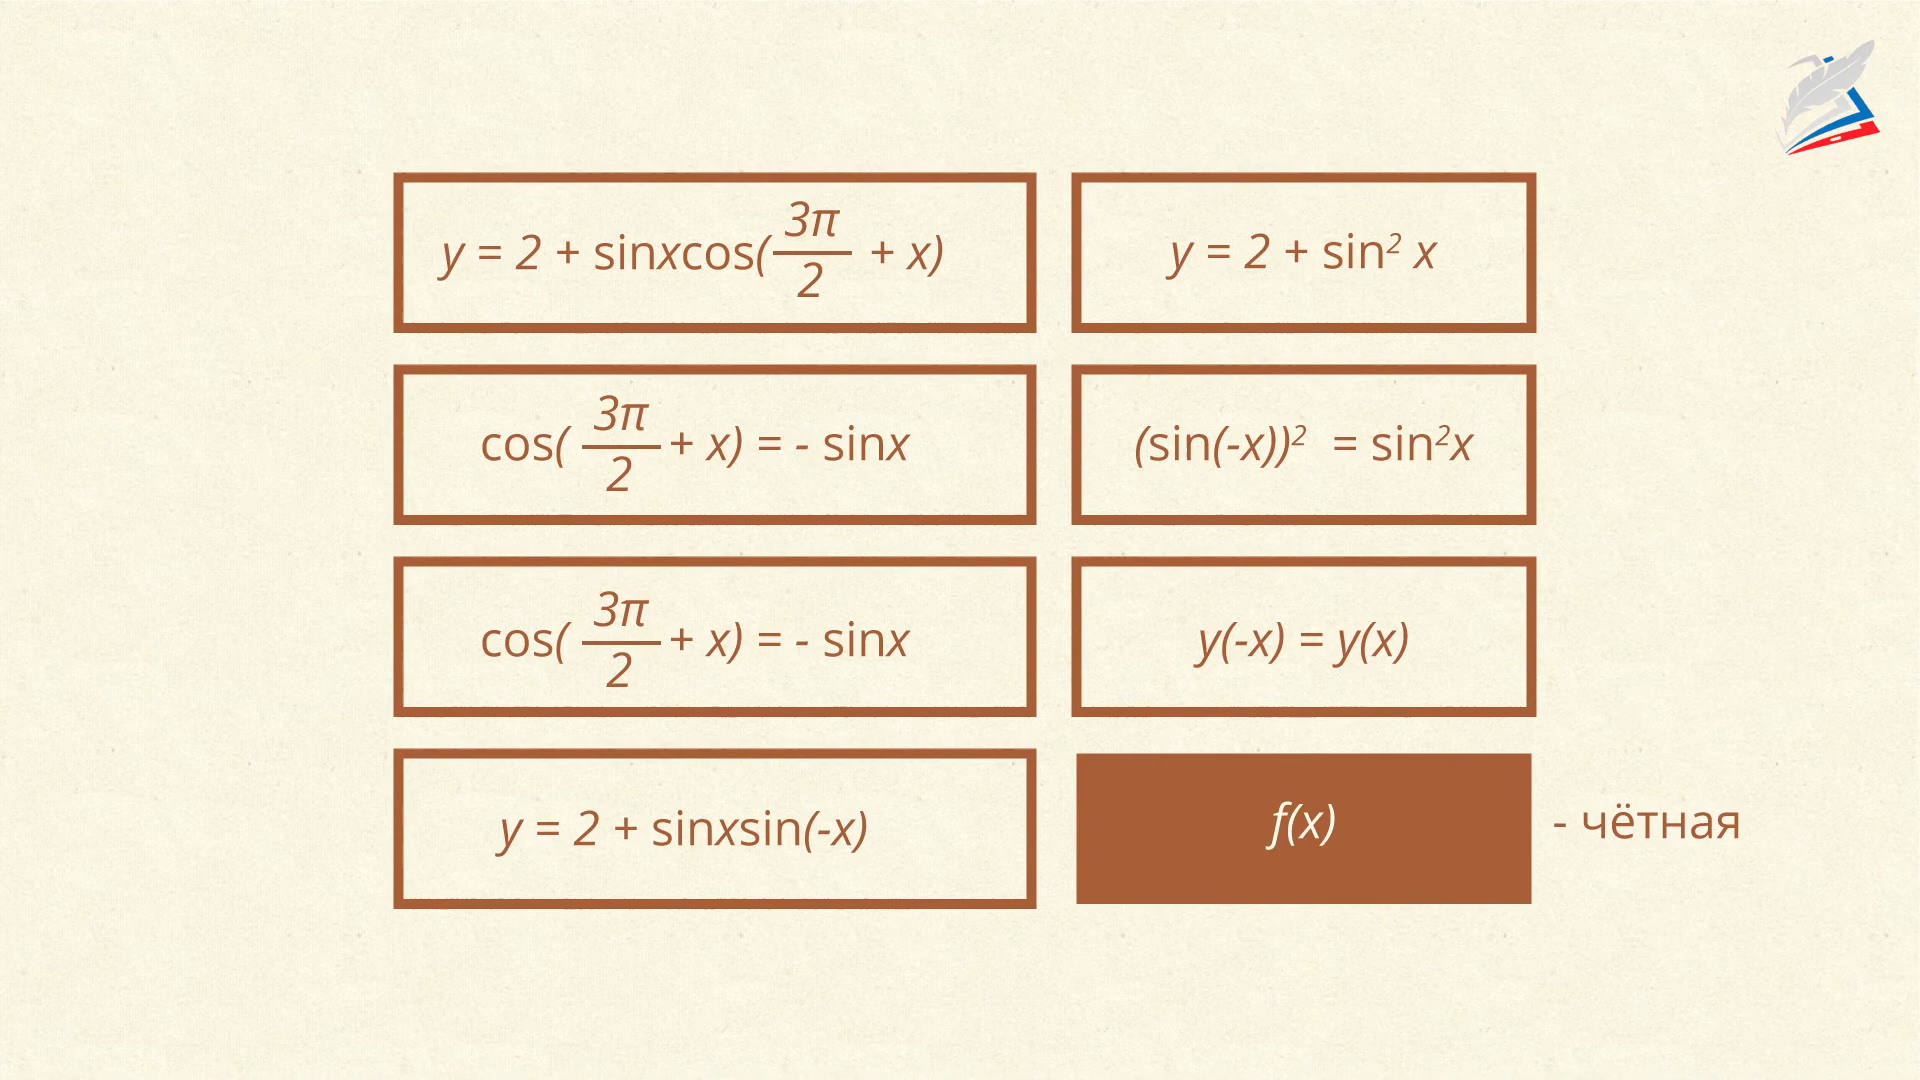 y = 2 + sinxcos(3π/2 + x)
cos(3π/2 + x) = - sinx
cos(3π/2 + x) = - sinx
y = 2 + sinxsin(-x)
y = 2 + sin² x
(sin(-x))² = sin²x
y(-x) = y(x)
f(x) - чётная